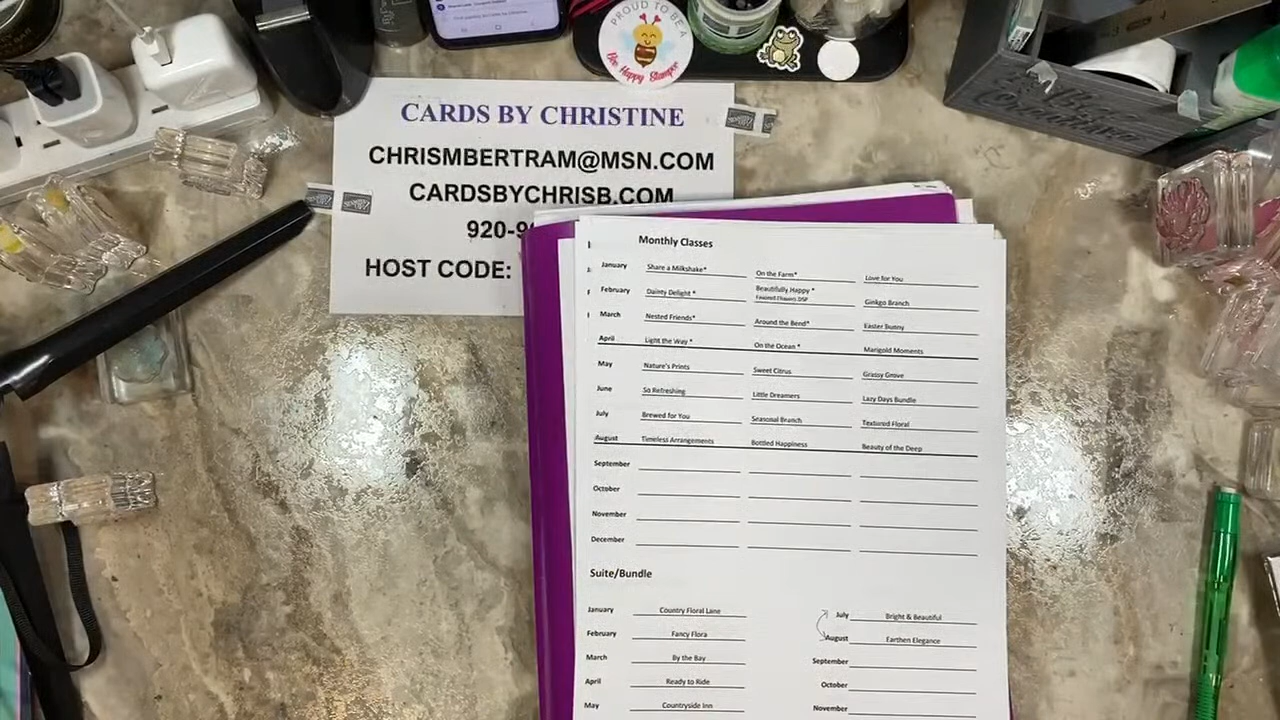 PROUD TO BE A
Bee Happy Stamper
CARDS BY CHRISTINE
CHRISMBERTRAM@MSN.COM
CARDSBYCHRISB.COM
920-9
HOST CODE:
Monthly Classes
January Share a Milkshake* On the Farm* Love for You
February Dainty Delight * Beautifully Happy * Ginkgo Branch
Favored Flowers DSP
March Nested Friends* Around the Bend* Easter Bunny
April Light the Way * On the Ocean * Marigold Moments
May Nature's Prints Sweet Citrus Grassy Grove
June So Refreshing Little Dreamers Lazy Days Bundle
July Brewed for You Seasonal Branch Textured Floral
August Timeless Arrangements Bottled Happiness Beauty of the Deep
September
October
November
December
Suite/Bundle
January Country Floral Lane July Bright & Beautiful
February Fancy Flora August Earthen Elegance
March By the Bay September
April Ready to Ride October
May Countryside Inn November